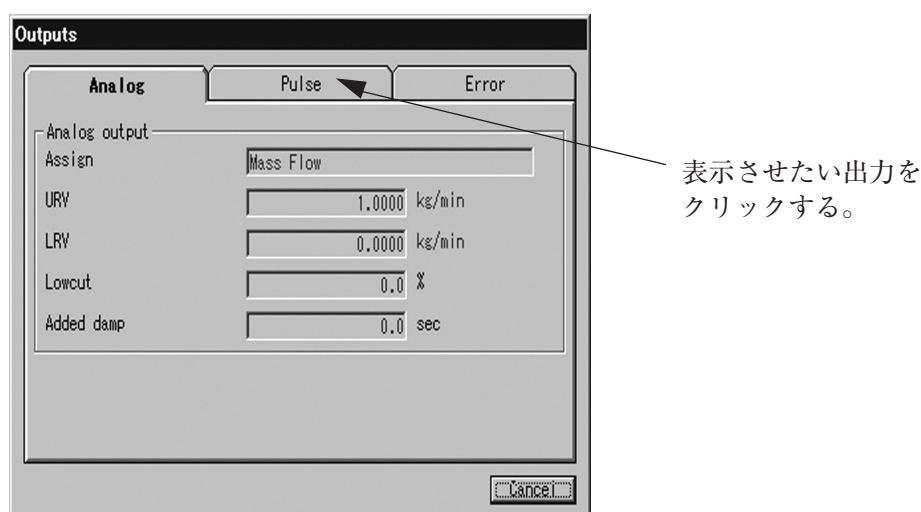 Outputs
Analog Pulse Error
Analog output
Assign Mass Flow
URV 1.0000 kg/min
LRV 0.0000 kg/min
Lowcut 0.0 %
Added damp 0.0 sec
Cancel
表示させたい出力を
クリックする。